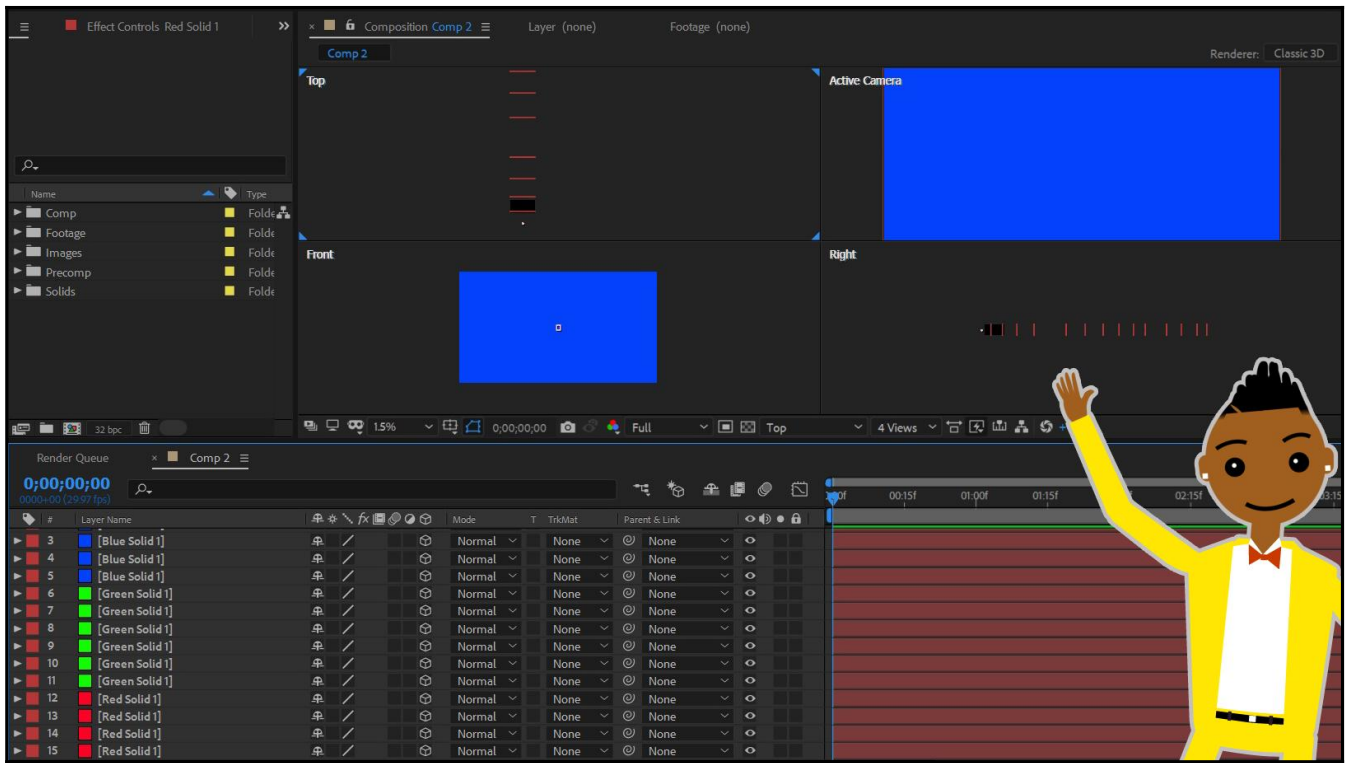 Effect Controls Red Solid 1 »
× Composition Comp 2 ≡ Layer (none) Footage (none)
Comp 2 Renderer: Classic 3D
Top
Active Camera
Name Type
Comp Folde
Footage Folde
Images Folde
Precomp Folde
Solids Folde
Front
Right
32 bpc
15% 0;00;00;00 Full Top 4 Views
Render Queue × Comp 2 ≡
0;00;00;00
0000+00 (29.97 fps)
00:15f 01:00f 01:15f 02:15f 03:15
# Layer Name Mode T TrkMat Parent & Link
3 [Blue Solid 1] Normal None None
4 [Blue Solid 1] Normal None None
5 [Blue Solid 1] Normal None None
6 [Green Solid 1] Normal None None
7 [Green Solid 1] Normal None None
8 [Green Solid 1] Normal None None
9 [Green Solid 1] Normal None None
10 [Green Solid 1] Normal None None
11 [Green Solid 1] Normal None None
12 [Red Solid 1] Normal None None
13 [Red Solid 1] Normal None None
14 [Red Solid 1] Normal None None
15 [Red Solid 1] Normal None None